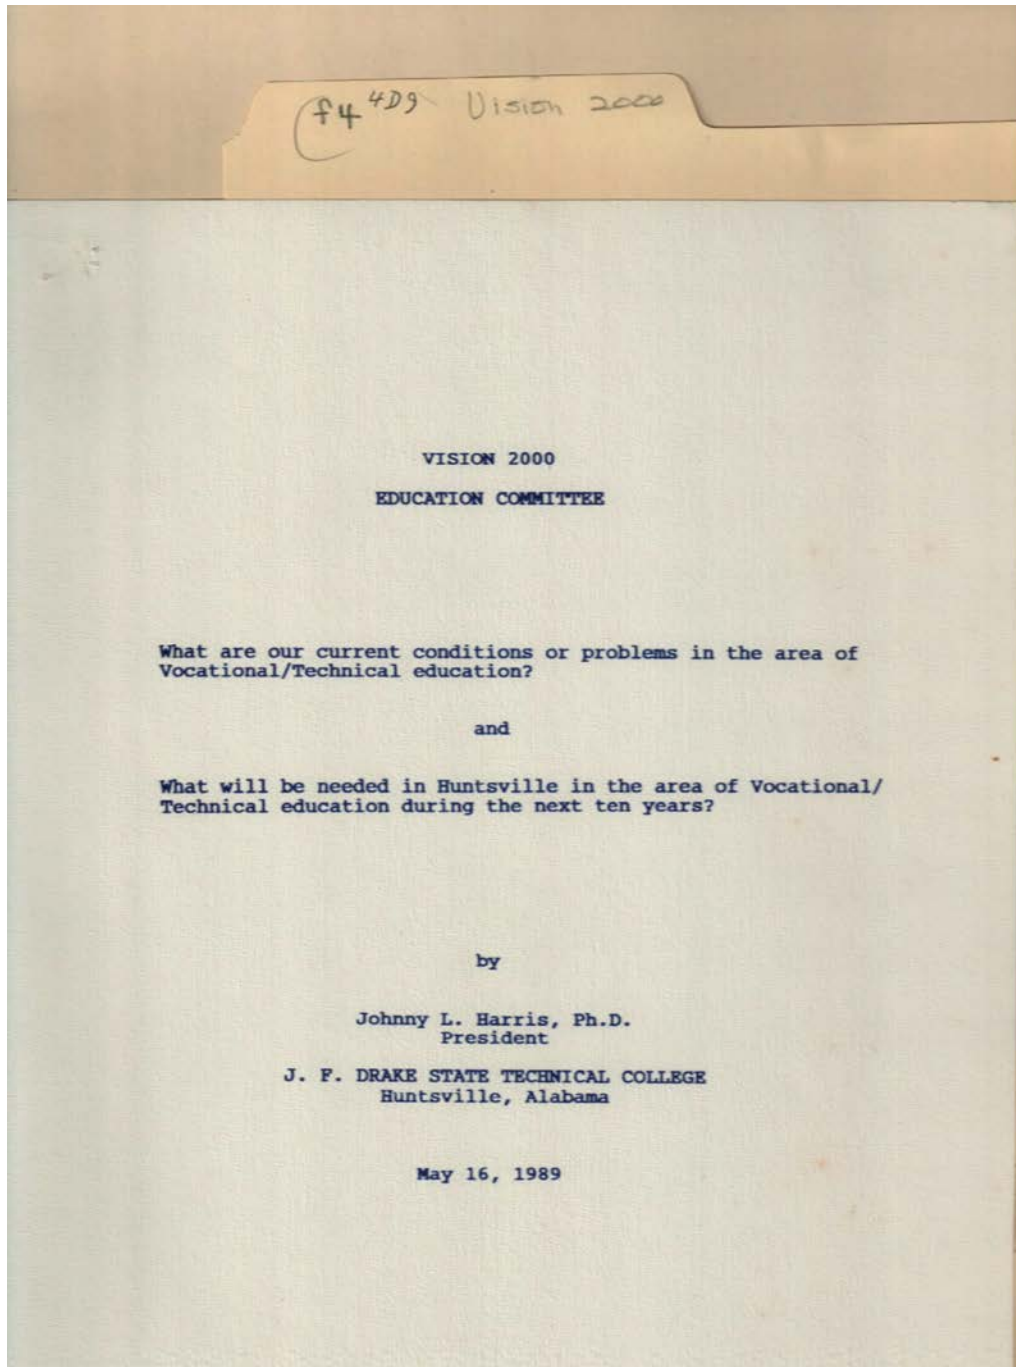 f4 4D9 Vision 2000
VISION 2000
EDUCATION COMMITTEE
What are our current conditions or problems in the area of
Vocational/Technical education?
and
What will be needed in Huntsville in the area of Vocational/
Technical education during the next ten years?
by
Johnny L. Harris, Ph.D.
President
J. F. DRAKE STATE TECHNICAL COLLEGE
Huntsville, Alabama
May 16, 1989